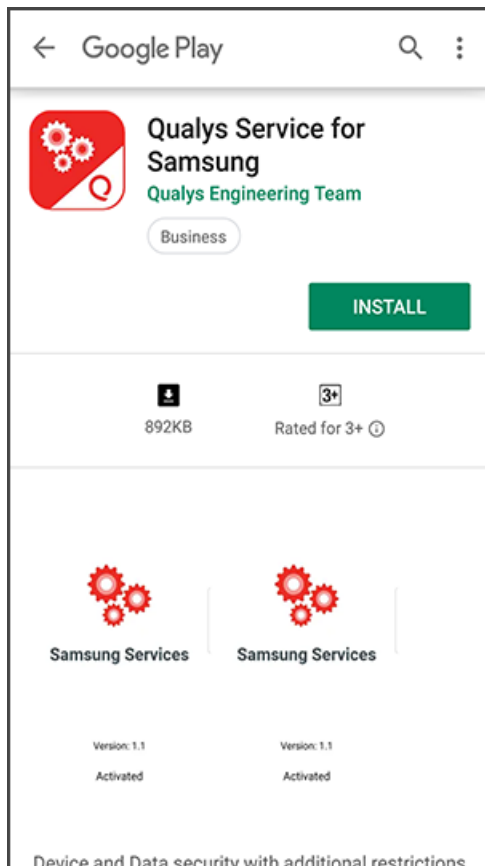 Google Play
Qualys Service for
Samsung
Qualys Engineering Team
Business
INSTALL
3+
892KB
Rated for 3+
Samsung Services
Samsung Services
Version: 1.1
Version: 1.1
Activated
Activated
Device and Data security with additional restrictions